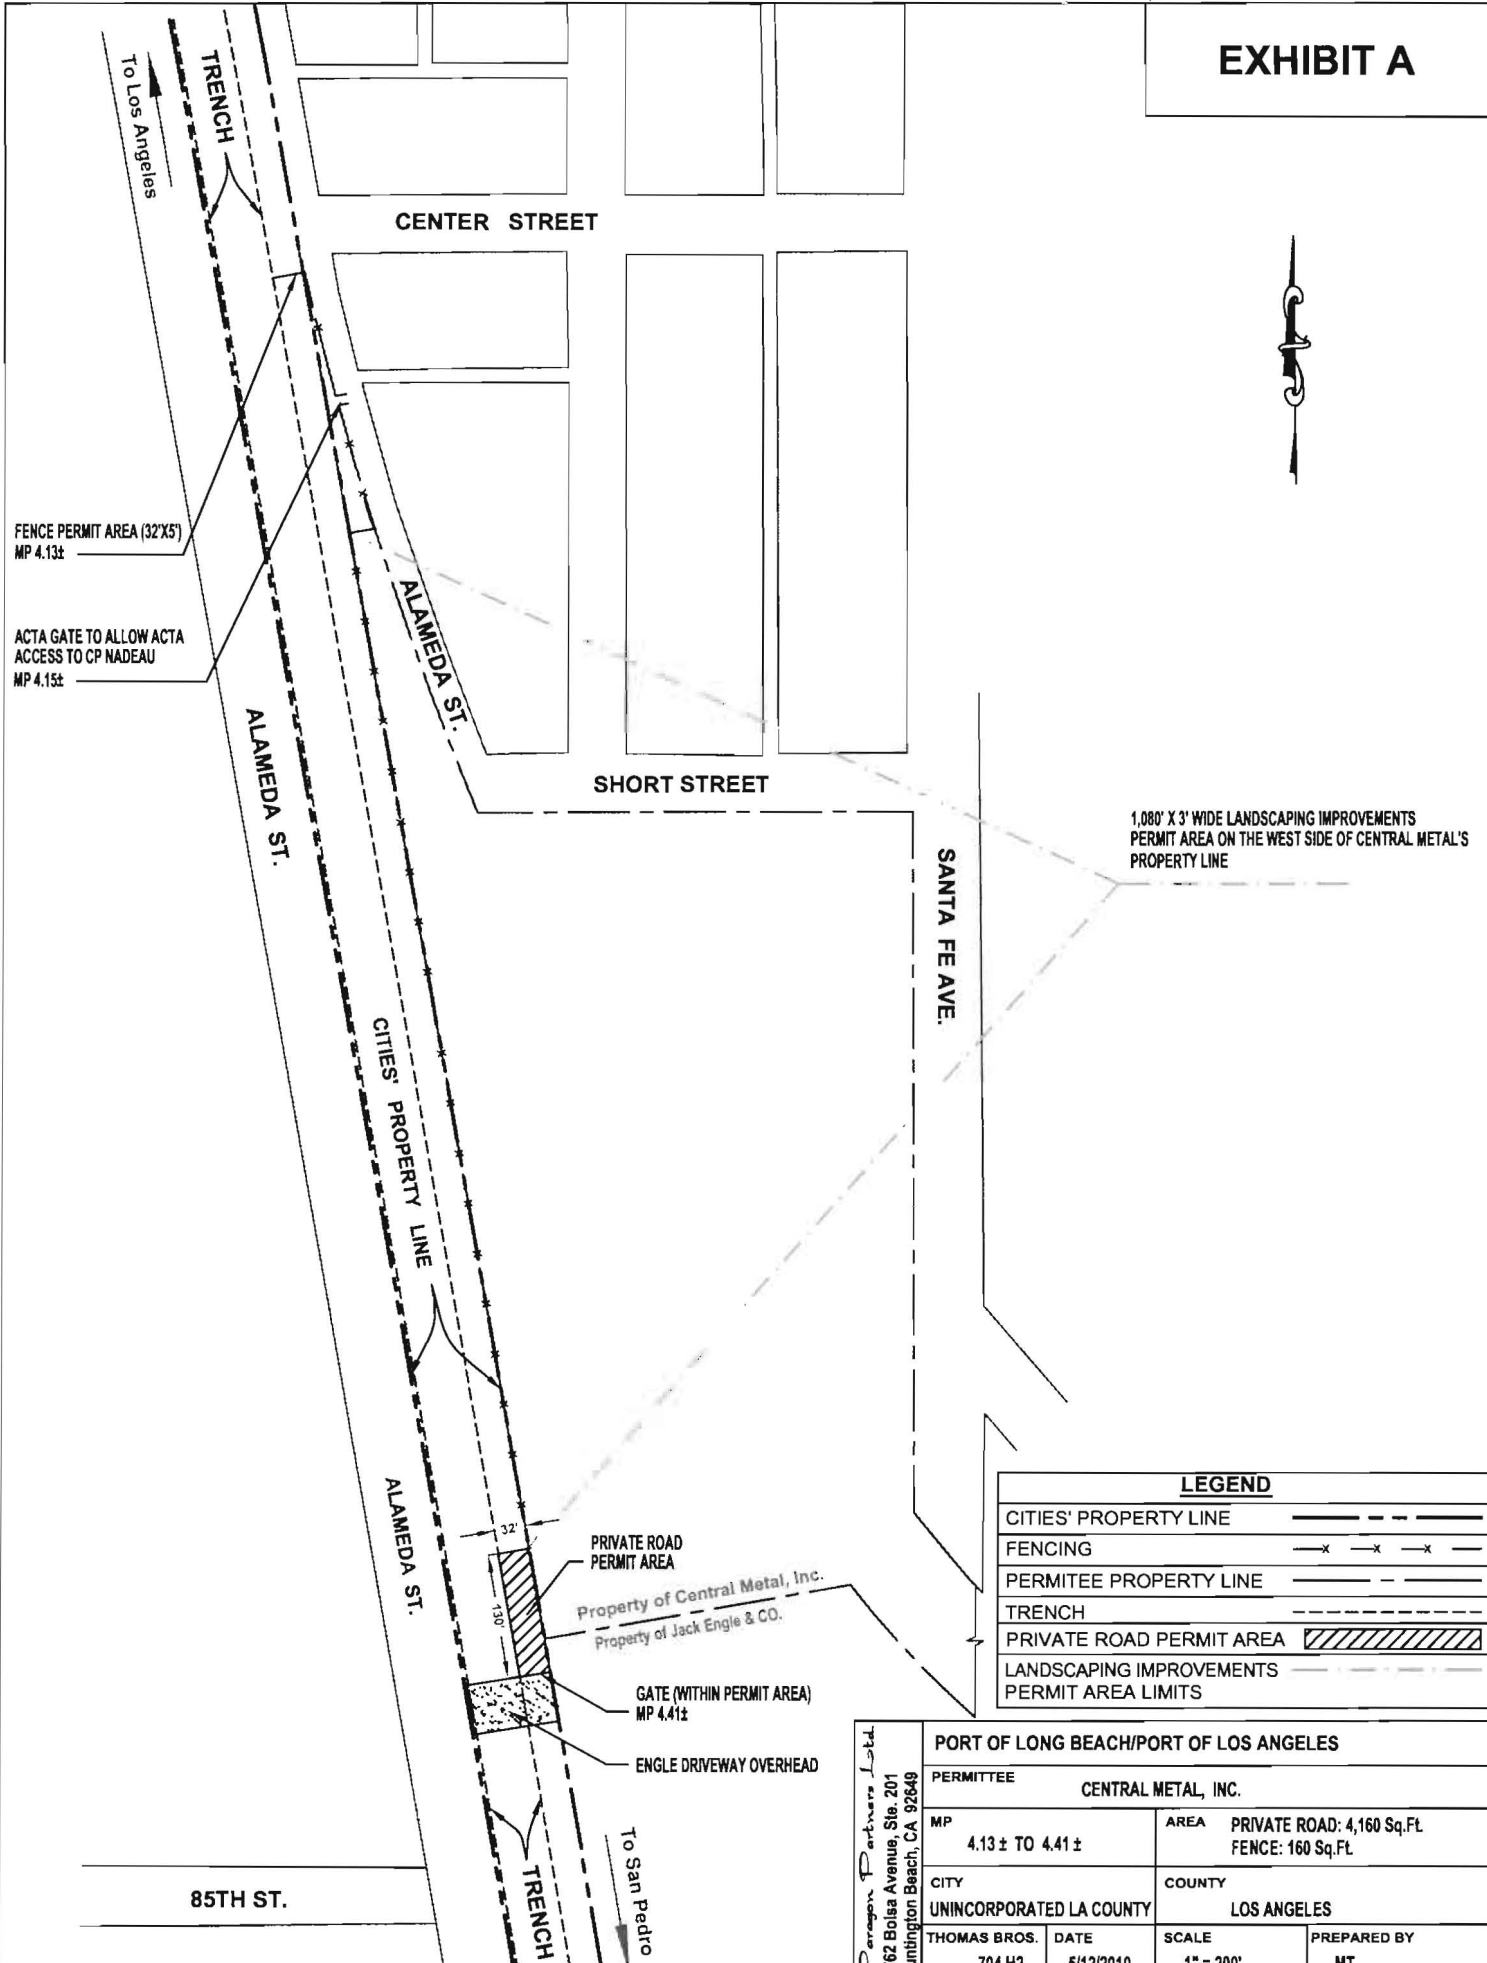 EXHIBIT A
To Los Angeles
TRENCH
CENTER STREET
FENCE PERMIT AREA (32'X5')
MP 4.13±
ACTA GATE TO ALLOW ACTA
ACCESS TO CP NADEAU
MP 4.15±
ALAMEDA ST.
ALAMEDA ST.
SHORT STREET
1,080' X 3' WIDE LANDSCAPING IMPROVEMENTS
PERMIT AREA ON THE WEST SIDE OF CENTRAL METAL'S
PROPERTY LINE
SANTA FE AVE.
CITIES' PROPERTY LINE
ALAMEDA ST.
32'
130'
PRIVATE ROAD
PERMIT AREA
Property of Central Metal, Inc.
Property of Jack Engle & CO.
GATE (WITHIN PERMIT AREA)
MP 4.41±
ENGLE DRIVEWAY OVERHEAD
To San Pedro
TRENCH
85TH ST.
LEGEND
CITIES' PROPERTY LINE
FENCING
PERMITEE PROPERTY LINE
TRENCH
PRIVATE ROAD PERMIT AREA
LANDSCAPING IMPROVEMENTS
PERMIT AREA LIMITS
Paragon Partners Ltd.
62 Bolsa Avenue, Ste. 201
Beach, CA 92649
PORT OF LONG BEACH/PORT OF LOS ANGELES
PERMITTEE
CENTRAL METAL, INC.
MP
4.13 ± TO 4.41 ±
AREA PRIVATE ROAD: 4,160 Sq.Ft.
FENCE: 160 Sq.Ft.
CITY
UNINCORPORATED LA COUNTY
COUNTY
LOS ANGELES
THOMAS BROS.
DATE
SCALE
PREPARED BY